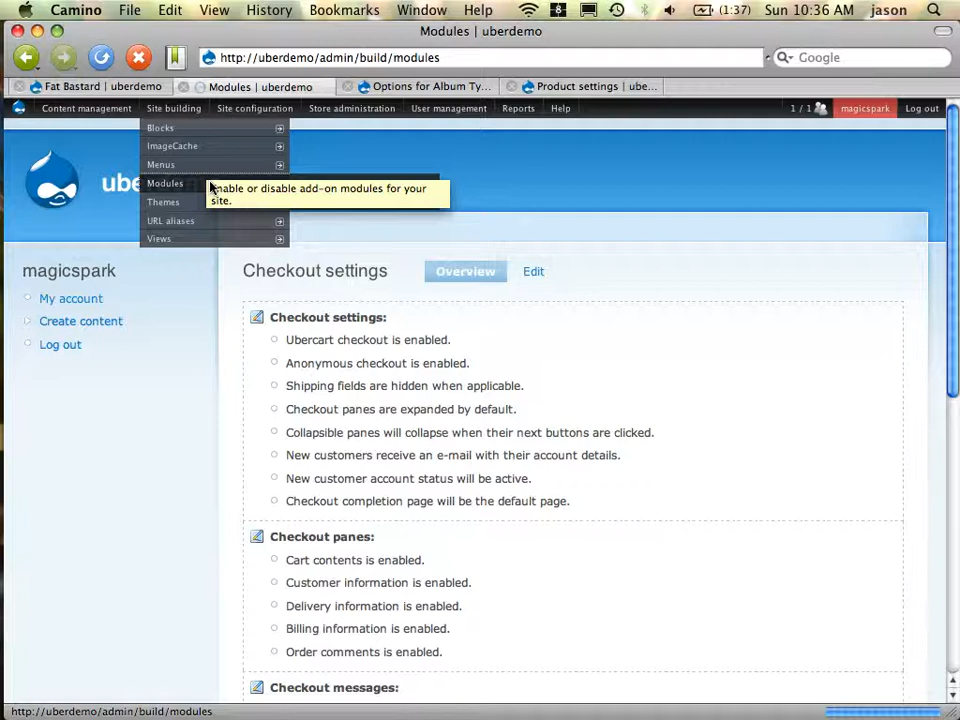 Camino File Edit View History Bookmarks Window Help (1:37) Sun 10:36 AM jason
Modules | uberdemo
http://uberdemo/admin/build/modules Google
Fat Bastard | uberdemo Modules | uberdemo Options for Album Ty... Product settings | ube...
Content management Site building Site configuration Store administration User management Reports Help 1 / 1 magicspark Log out
Blocks
ImageCache
Menus
Modules
Themes
URL aliases
Views
nable or disable add-on modules for your
site.
ube
magicspark
My account
Create content
Log out
Checkout settings Overview Edit
Checkout settings:
Ubercart checkout is enabled.
Anonymous checkout is enabled.
Shipping fields are hidden when applicable.
Checkout panes are expanded by default.
Collapsible panes will collapse when their next buttons are clicked.
New customers receive an e-mail with their account details.
New customer account status will be active.
Checkout completion page will be the default page.
Checkout panes:
Cart contents is enabled.
Customer information is enabled.
Delivery information is enabled.
Billing information is enabled.
Order comments is enabled.
Checkout messages:
http://uberdemo/admin/build/modules